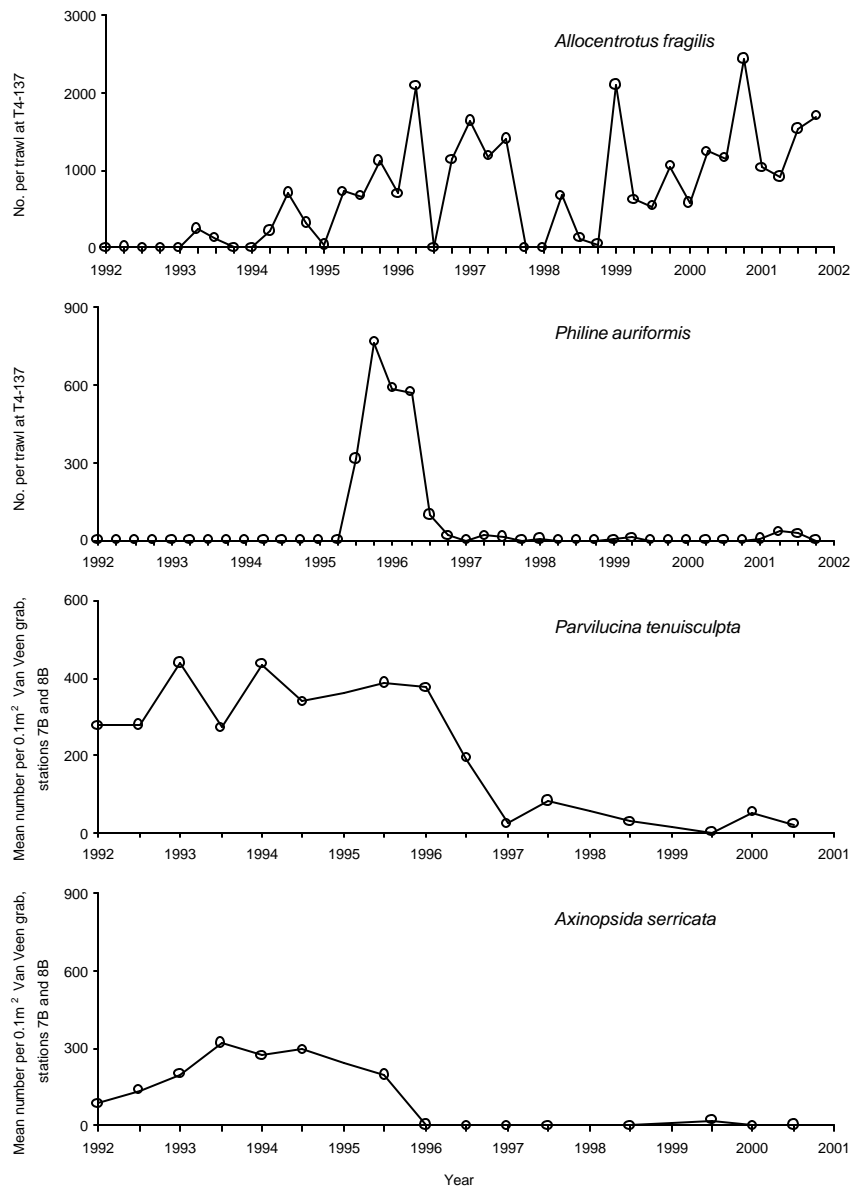 Allocentrotus fragilis
No. per trawl at T4-137
3000
2000
1000
0
1992 1993 1994 1995 1996 1997 1998 1999 2000 2001 2002
Philine auriformis
No. per trawl at T4-137
900
600
300
0
1992 1993 1994 1995 1996 1997 1998 1999 2000 2001 2002
Parvilucina tenuisculpta
Mean number per 0.1m² Van Veen grab,
stations 7B and 8B
600
400
200
0
1992 1993 1994 1995 1996 1997 1998 1999 2000 2001
Axinopsida serricata
Mean number per 0.1m² Van Veen grab,
stations 7B and 8B
900
600
300
0
1992 1993 1994 1995 1996 1997 1998 1999 2000 2001
Year